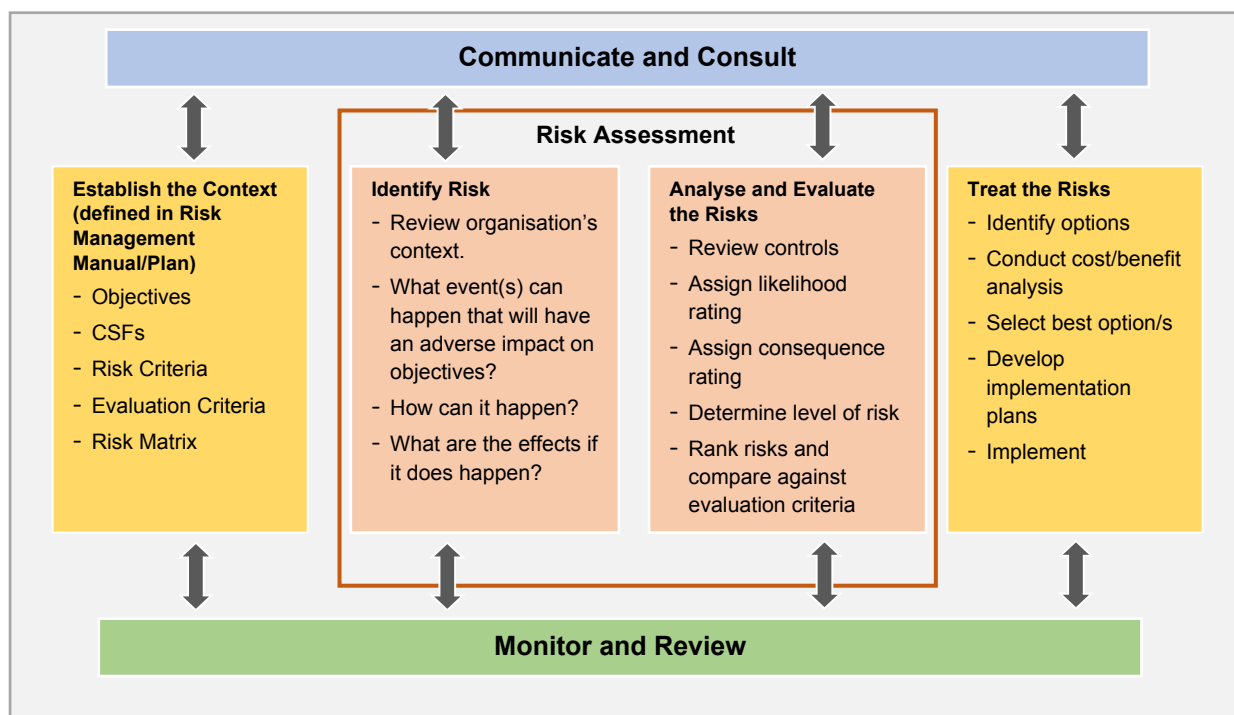 Communicate and Consult
Risk Assessment
Establish the Context
(defined in Risk
Management
Manual/Plan)
- Objectives
- CSFs
- Risk Criteria
- Evaluation Criteria
- Risk Matrix
Identify Risk
- Review organisation's
context.
- What event(s) can
happen that will have
an adverse impact on
objectives?
- How can it happen?
- What are the effects if
it does happen?
Analyse and Evaluate
the Risks
- Review controls
- Assign likelihood
rating
- Assign consequence
rating
- Determine level of risk
- Rank risks and
compare against
evaluation criteria
Treat the Risks
- Identify options
- Conduct cost/benefit
analysis
- Select best option/s
- Develop
implementation
plans
- Implement
Monitor and Review